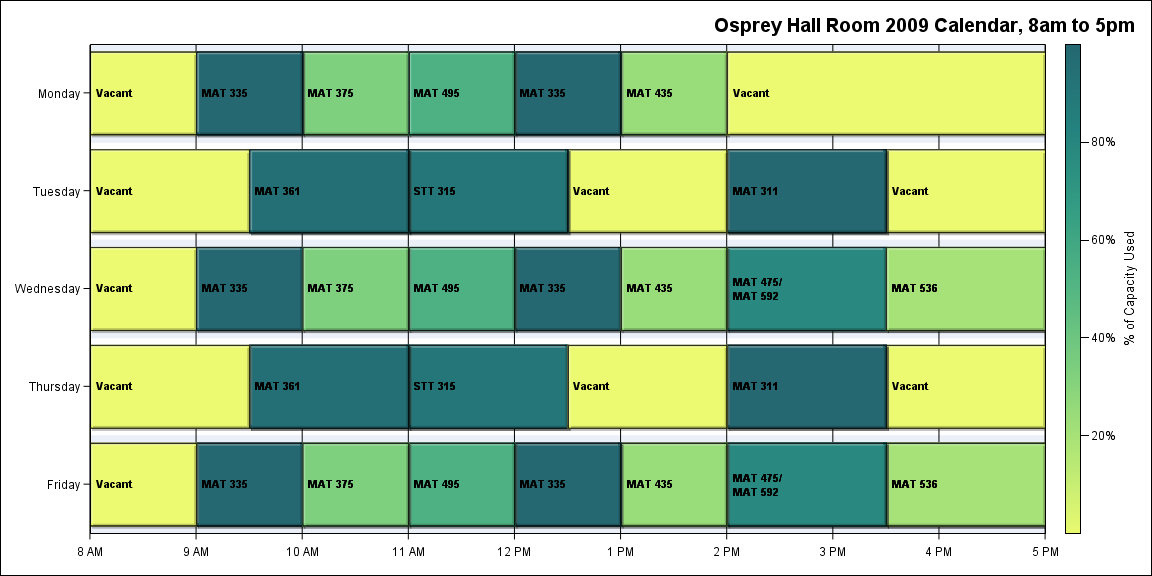 Osprey Hall Room 2009 Calendar, 8am to 5pm
Monday
Vacant
MAT 335
MAT 375
MAT 495
MAT 335
MAT 435
Vacant
Tuesday
Vacant
MAT 361
STT 315
Vacant
MAT 311
Vacant
Wednesday
Vacant
MAT 335
MAT 375
MAT 495
MAT 335
MAT 435
MAT 475/
MAT 592
MAT 536
Thursday
Vacant
MAT 361
STT 315
Vacant
MAT 311
Vacant
Friday
Vacant
MAT 335
MAT 375
MAT 495
MAT 335
MAT 435
MAT 475/
MAT 592
MAT 536
8 AM
9 AM
10 AM
11 AM
12 PM
1 PM
2 PM
3 PM
4 PM
5 PM
80%
60%
40%
20%
% of Capacity Used